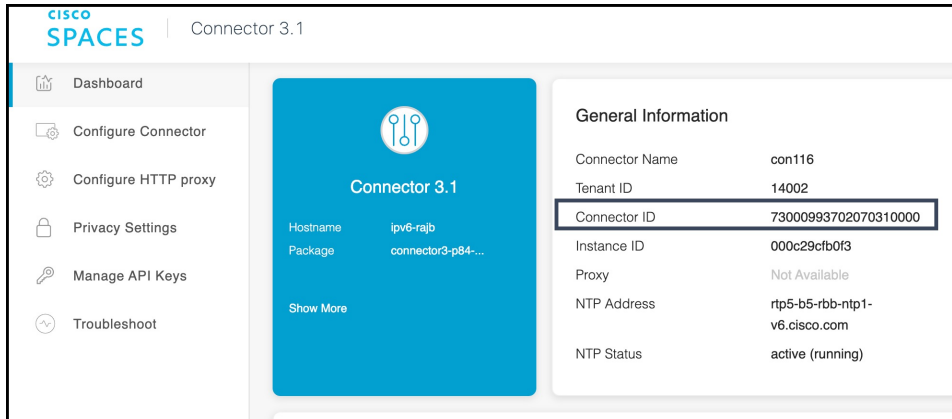 CISCO
SPACES
Connector 3.1
Dashboard
Configure Connector
Configure HTTP proxy
Privacy Settings
Manage API Keys
Troubleshoot
Connector 3.1
Hostname ipv6-rajb
Package connector3-p84-...
Show More
General Information
Connector Name con116
Tenant ID 14002
Connector ID 73000993702070310000
Instance ID 000c29cfb0f3
Proxy Not Available
NTP Address rtp5-b5-rbb-ntp1-
v6.cisco.com
NTP Status active (running)